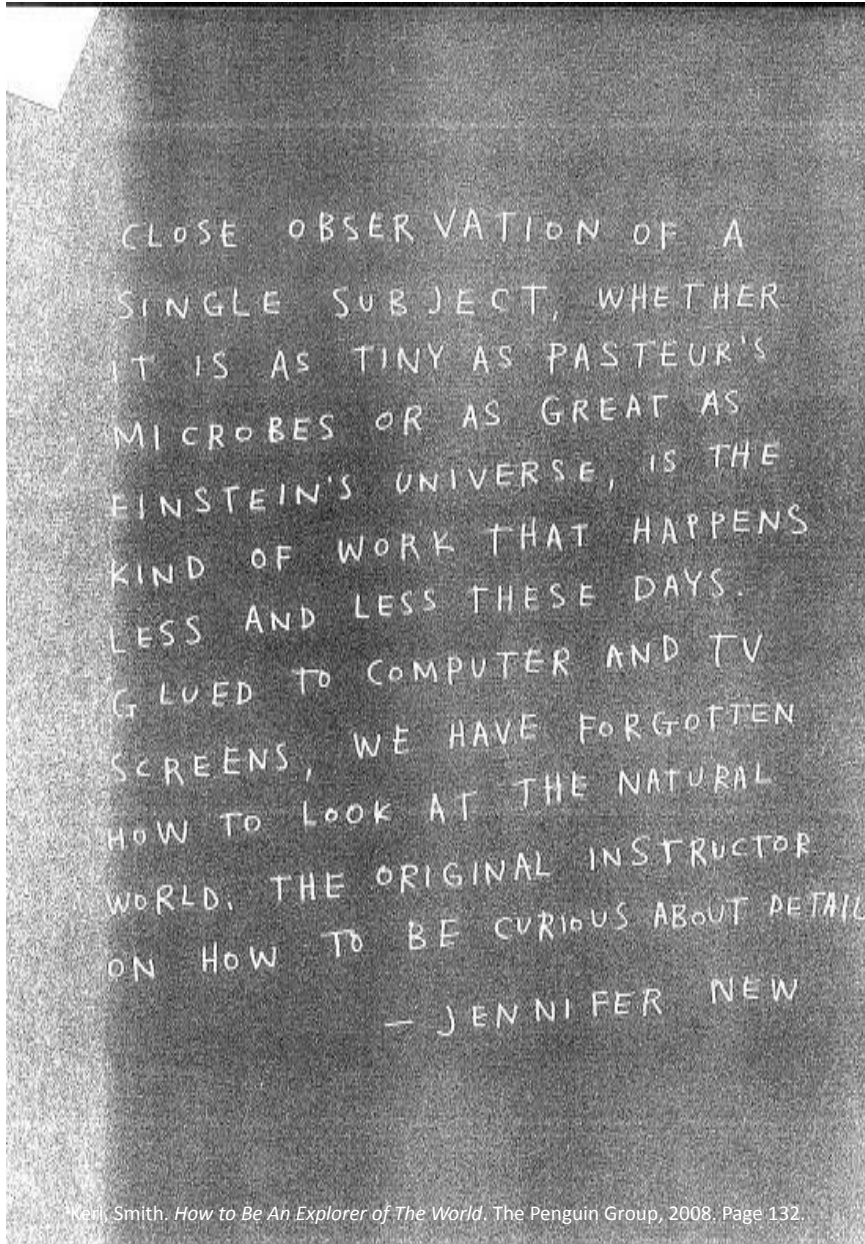 CLOSE OBSERVATION OF A
SINGLE SUBJECT, WHETHER
IT IS AS TINY AS PASTEUR'S
MICROBES OR AS GREAT AS
EINSTEIN'S UNIVERSE, IS THE
KIND OF WORK THAT HAPPENS
LESS AND LESS THESE DAYS.
GLUED TO COMPUTER AND TV
SCREENS, WE HAVE FORGOTTEN
HOW TO LOOK AT THE NATURAL
WORLD. THE ORIGINAL INSTRUCTOR
ON HOW TO BE CURIOUS ABOUT DETAIL
— JENNIFER NEW
Keri, Smith. How to Be An Explorer of The World. The Penguin Group, 2008. Page 132.